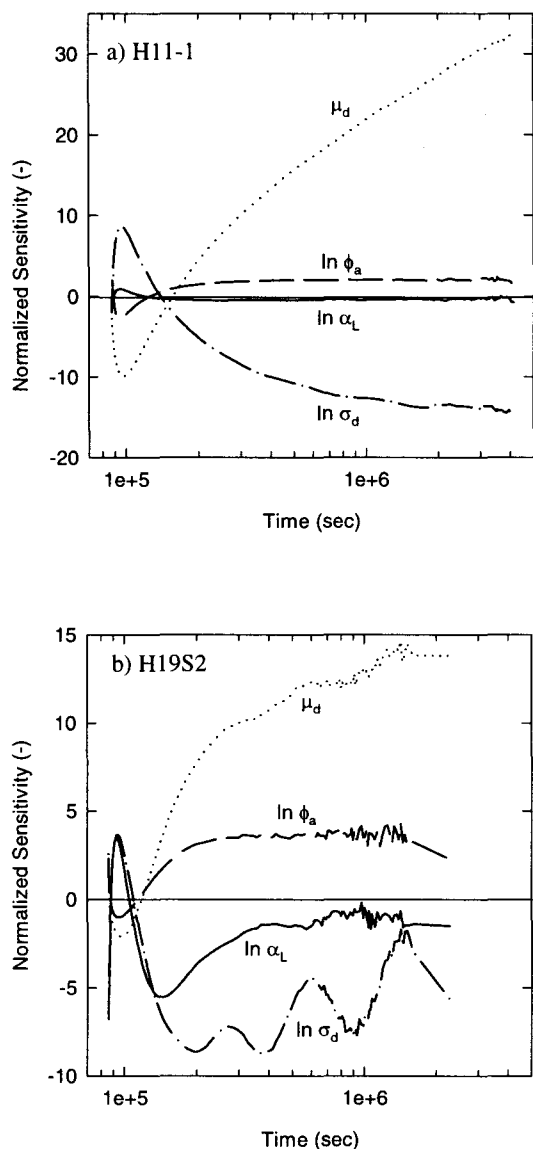 a) H11-1
30
20
10
0
-10
-20
Normalized Sensitivity (-)
μd
ln ϕa
ln αL
ln σd
1e+5
1e+6
Time (sec)
b) H19S2
15
10
5
0
-5
-10
Normalized Sensitivity (-)
μd
ln ϕa
ln αL
ln σd
1e+5
1e+6
Time (sec)